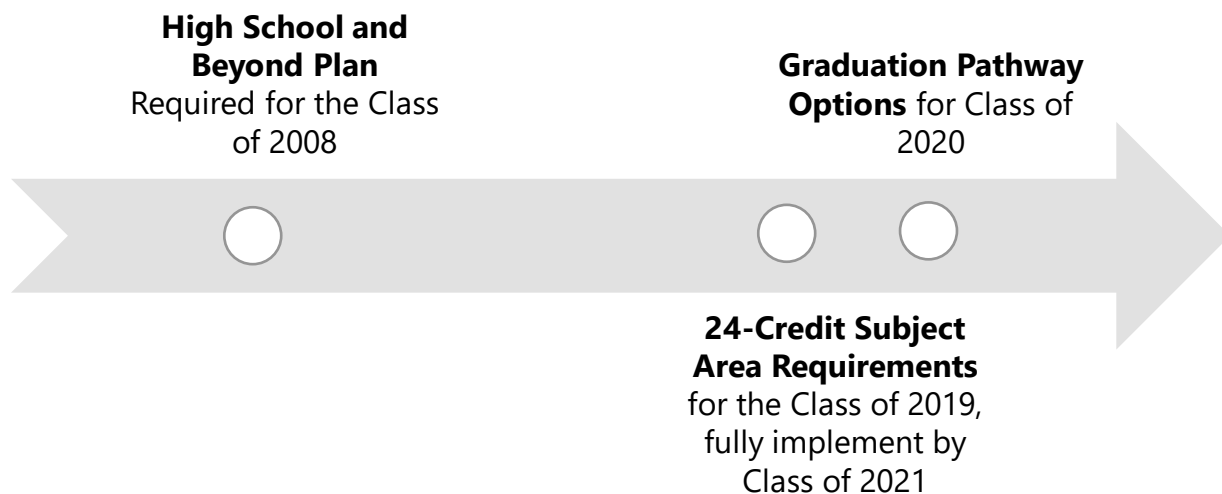 High School and
Beyond Plan
Required for the Class
of 2008
Graduation Pathway
Options for Class of
2020
24-Credit Subject
Area Requirements
for the Class of 2019,
fully implement by
Class of 2021